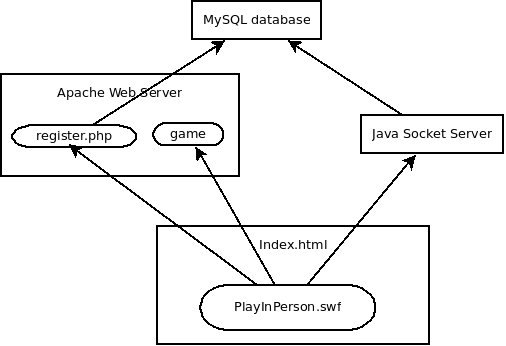 MySQL database
Apache Web Server
register.php
game
Java Socket Server
Index.html
PlayInPerson.swf